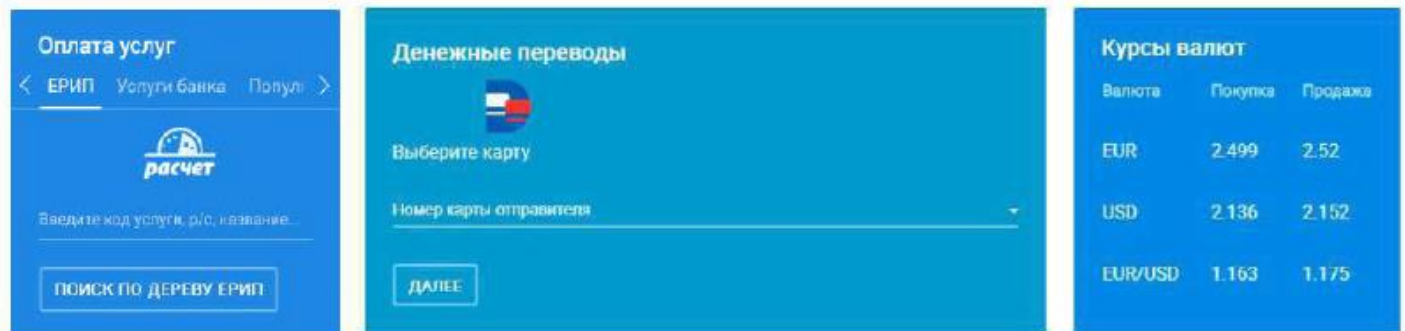 Оплата услуг
ЕРИП Услуги банка Популя
расчет
Введите код услуги, р/с, название...
ПОИСК ПО ДЕРЕВУ ЕРИП
Денежные переводы
Выберите карту
Номер карты отправителя
ДАЛЕЕ
Курсы валют
Валюта Покупка Продажа
EUR 2.499 2.52
USD 2.136 2.152
EUR/USD 1.163 1.175